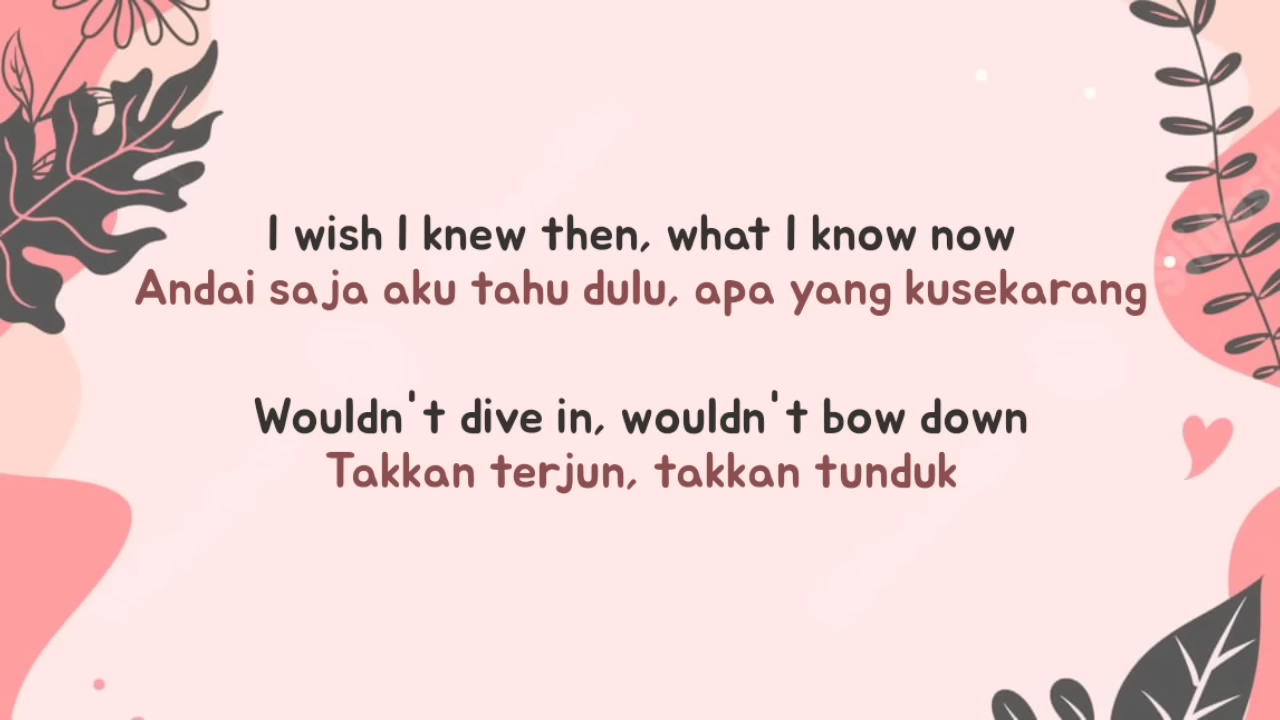 I wish I knew then, what I know now
Andai saja aku tahu dulu, apa yang kusekarang
Wouldn't dive in, wouldn't bow down
Takkan terjun, takkan tunduk